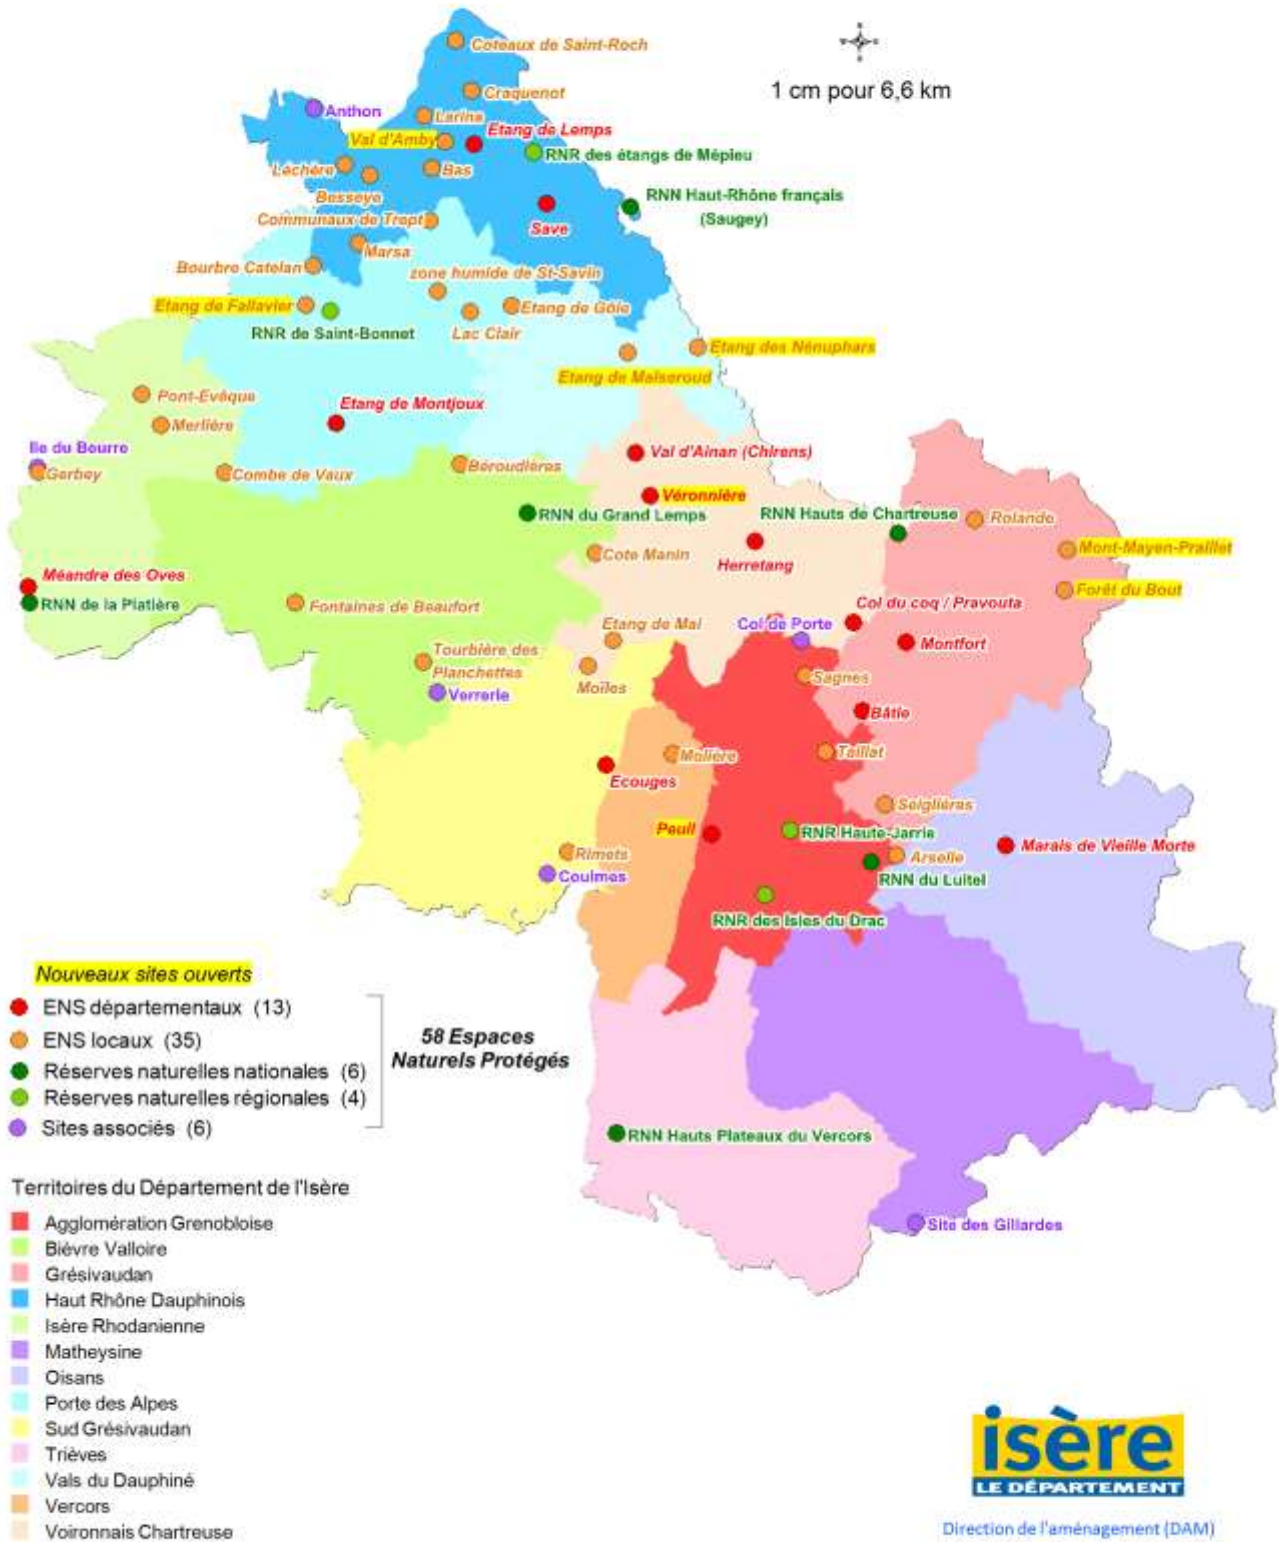 Coteaux de Saint-Roch
1 cm pour 6,6 km
Craquenot
Anthon
Larina
Etang de Lemps
Val d'Amby
RNR des étangs de Mépieu
Léchère
Bas
Besseye
RNN Haut-Rhône français
(Saugey)
Communaux de Trept
Save
Marsa
Bourbre Catelan
zone humide de St-Savin
Etang de Fallavier
Etang de Gôle
RNR de Saint-Bonnet
Lac Clair
Etang des Nénuphars
Etang de Malseroud
Pont-Evêque
Etang de Montjoux
Merlière
Ile du Beurre
Val d'Ainan (Chirens)
Gerbey
Combe de Vaux
Béroudières
Véronnière
RNN du Grand Lemps
RNN Hauts de Chartreuse
Rolande
Cote Manin
Herretang
Mont-Mayen-Praillet
Méandre des Oves
RNN de la Platière
Fontaines de Beaufort
Forêt du Bout
Col du coq / Pravouta
Etang de Mai
Col de Porte
Montfort
Tourbière des
Planchettes
Moïles
Sagnes
Verrerie
Bâtie
Molière
Taillat
Ecouges
Seiglières
Peuil
RNR Haute-Jarrie
Marais de Vieille Morte
Rimets
Arselle
Coulmes
RNN du Luitel
RNR des Isles du Drac
Nouveaux sites ouverts
ENS départementaux (13)
ENS locaux (35)
Réserves naturelles nationales (6)
Réserves naturelles régionales (4)
Sites associés (6)
58 Espaces
Naturels Protégés
RNN Hauts Plateaux du Vercors
Site des Gillardes
Territoires du Département de l'Isère
Agglomération Grenobloise
Bièvre Valloire
Grésivaudan
Haut Rhône Dauphinois
Isère Rhodanienne
Matheysine
Oisans
Porte des Alpes
Sud Grésivaudan
Trièves
Vals du Dauphiné
Vercors
Voironnais Chartreuse
isère
LE DÉPARTEMENT
Direction de l'aménagement (DAM)